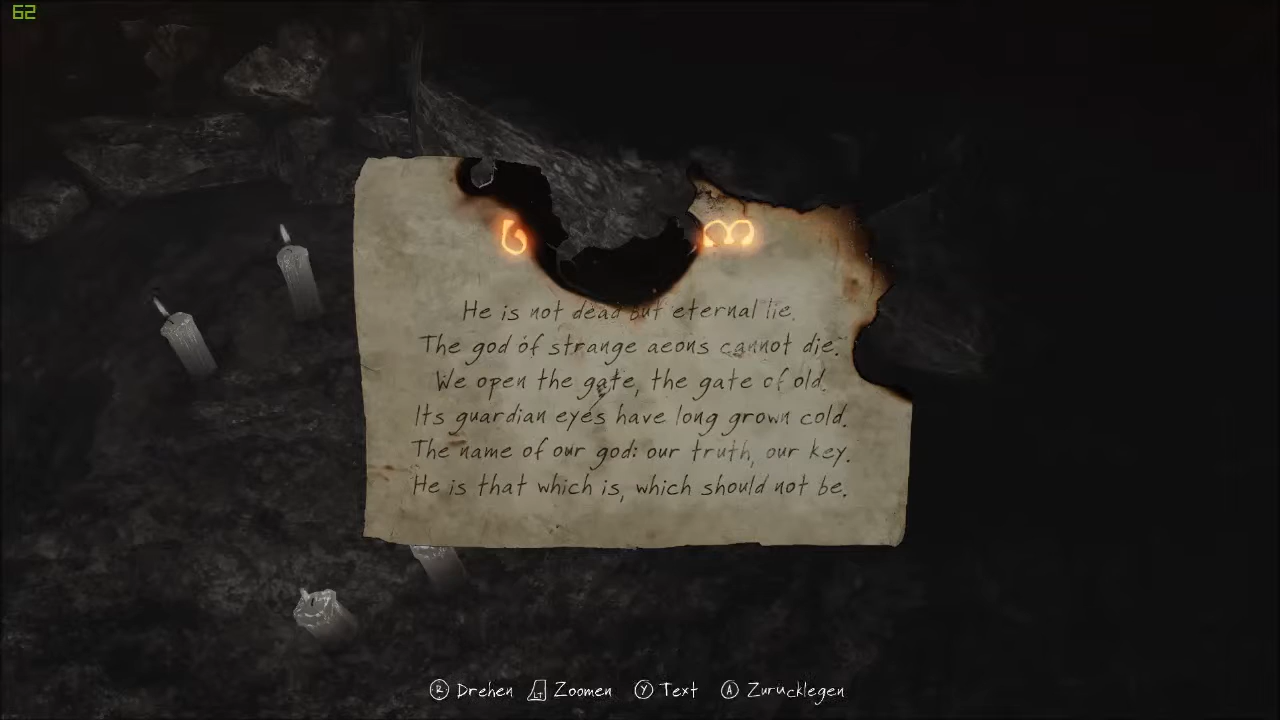 62
He is not dead but eternal lie.
The god of strange aeons cannot die.
We open the gate, the gate of old.
Its guardian eyes have long grown cold.
The name of our god: our truth, our key.
He is that which is, which should not be.
R Drehen LT Zoomen Y Text A Zurücklegen